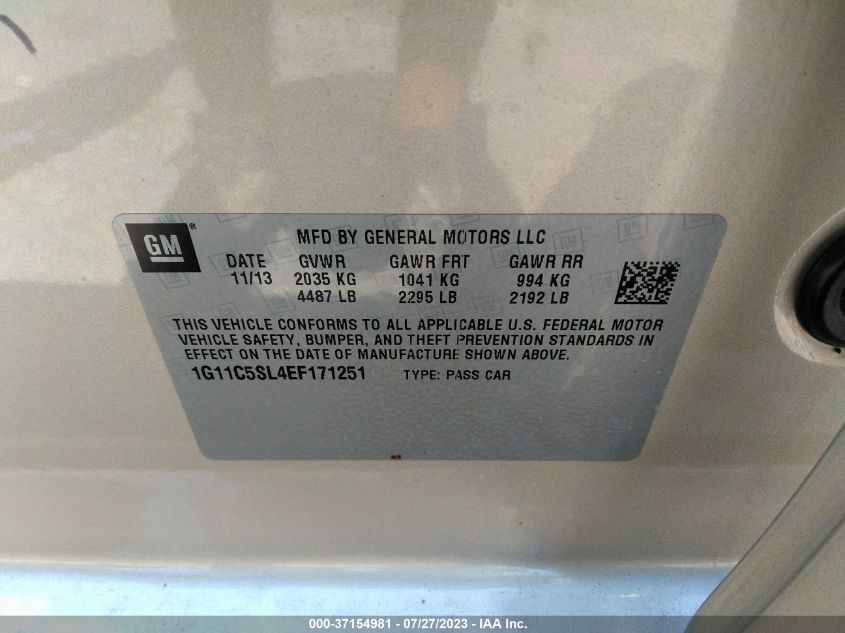 GM
MFD BY GENERAL MOTORS LLC
DATE GVWR GAWR FRT GAWR RR
11/13 2035 KG 1041 KG 994 KG
4487 LB 2295 LB 2192 LB
THIS VEHICLE CONFORMS TO ALL APPLICABLE U.S. FEDERAL MOTOR
VEHICLE SAFETY, BUMPER, AND THEFT PREVENTION STANDARDS IN
EFFECT ON THE DATE OF MANUFACTURE SHOWN ABOVE.
1G11C5SL4EF171251 TYPE: PASS CAR
000-37154981 - 07/27/2023 - IAA Inc.